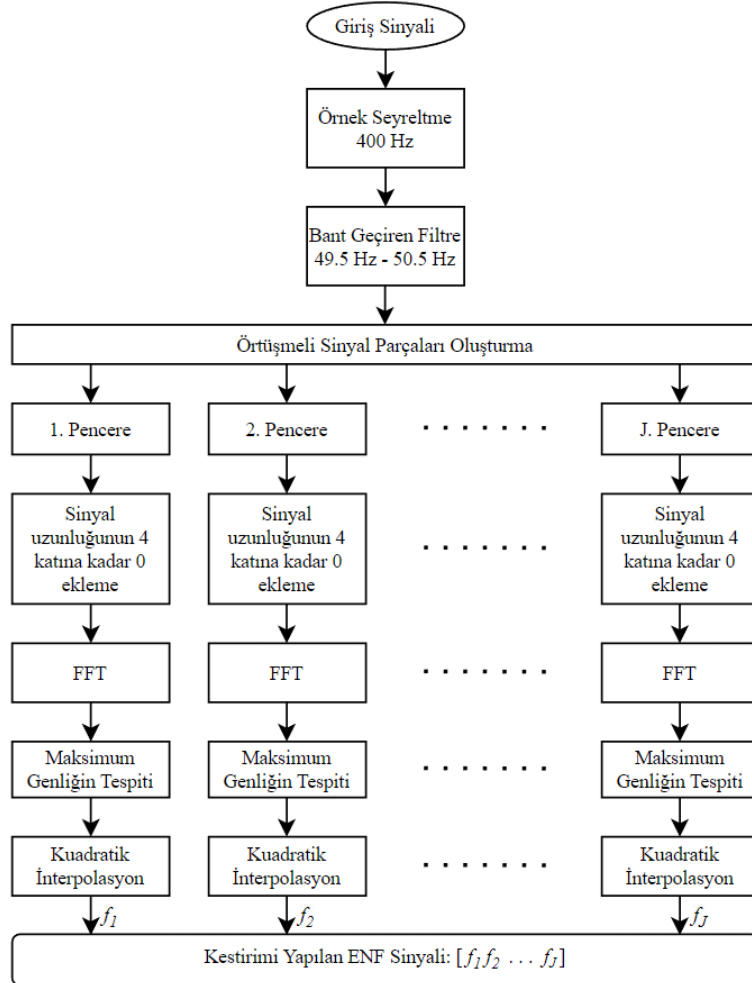 Giriş Sinyali
Örnek Seyreltme
400 Hz
Bant Geçiren Filtre
49.5 Hz - 50.5 Hz
Örtüşmeli Sinyal Parçaları Oluşturma
1. Pencere
2. Pencere
. . . . . . .
J. Pencere
Sinyal
uzunluğunun 4
katına kadar 0
ekleme
Sinyal
uzunluğunun 4
katına kadar 0
ekleme
. . . . . . .
Sinyal
uzunluğunun 4
katına kadar 0
ekleme
FFT
FFT
. . . . . . .
FFT
Maksimum
Genliğin Tespiti
Maksimum
Genliğin Tespiti
. . . . . . .
Maksimum
Genliğin Tespiti
Kuadratik
İnterpolasyon
Kuadratik
İnterpolasyon
. . . . . . .
Kuadratik
İnterpolasyon
f1
f2
fJ
Kestirimi Yapılan ENF Sinyali: [f1 f2 . . . fJ]